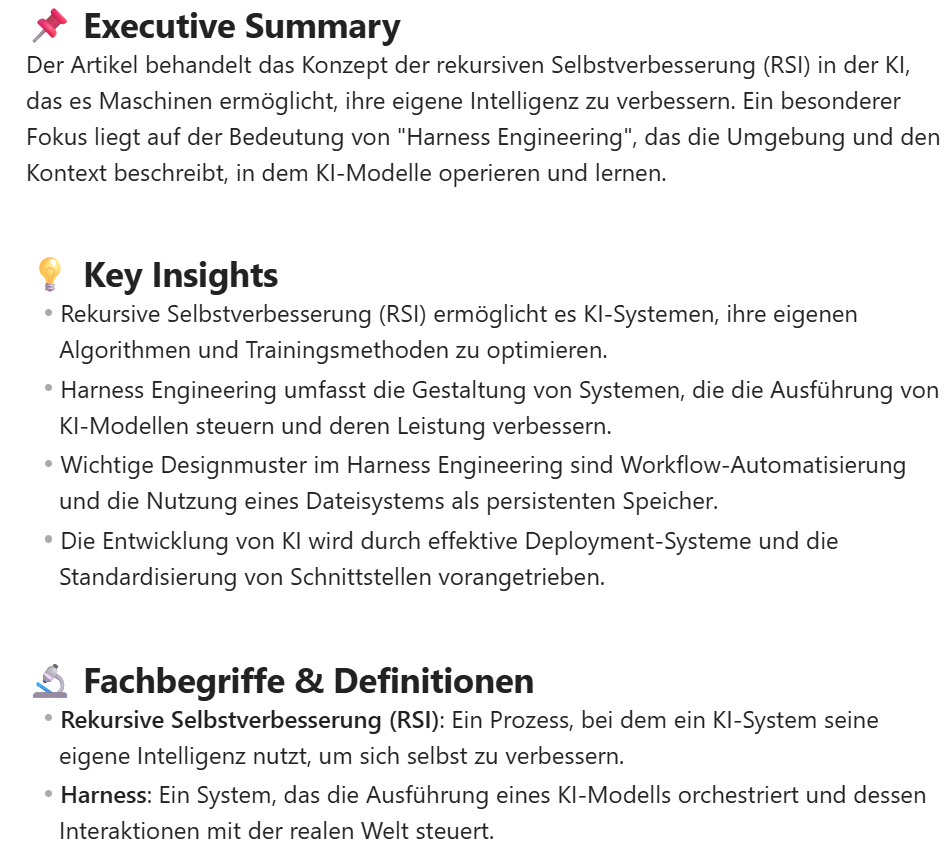 Executive Summary
Der Artikel behandelt das Konzept der rekursiven Selbstverbesserung (RSI) in der KI,
das es Maschinen ermöglicht, ihre eigene Intelligenz zu verbessern. Ein besonderer
Fokus liegt auf der Bedeutung von "Harness Engineering", das die Umgebung und den
Kontext beschreibt, in dem KI-Modelle operieren und lernen.
Key Insights
• Rekursive Selbstverbesserung (RSI) ermöglicht es KI-Systemen, ihre eigenen
Algorithmen und Trainingsmethoden zu optimieren.
• Harness Engineering umfasst die Gestaltung von Systemen, die die Ausführung von
KI-Modellen steuern und deren Leistung verbessern.
• Wichtige Designmuster im Harness Engineering sind Workflow-Automatisierung
und die Nutzung eines Dateisystems als persistenten Speicher.
• Die Entwicklung von KI wird durch effektive Deployment-Systeme und die
Standardisierung von Schnittstellen vorangetrieben.
Fachbegriffe & Definitionen
• Rekursive Selbstverbesserung (RSI): Ein Prozess, bei dem ein KI-System seine
eigene Intelligenz nutzt, um sich selbst zu verbessern.
• Harness: Ein System, das die Ausführung eines KI-Modells orchestriert und dessen
Interaktionen mit der realen Welt steuert.